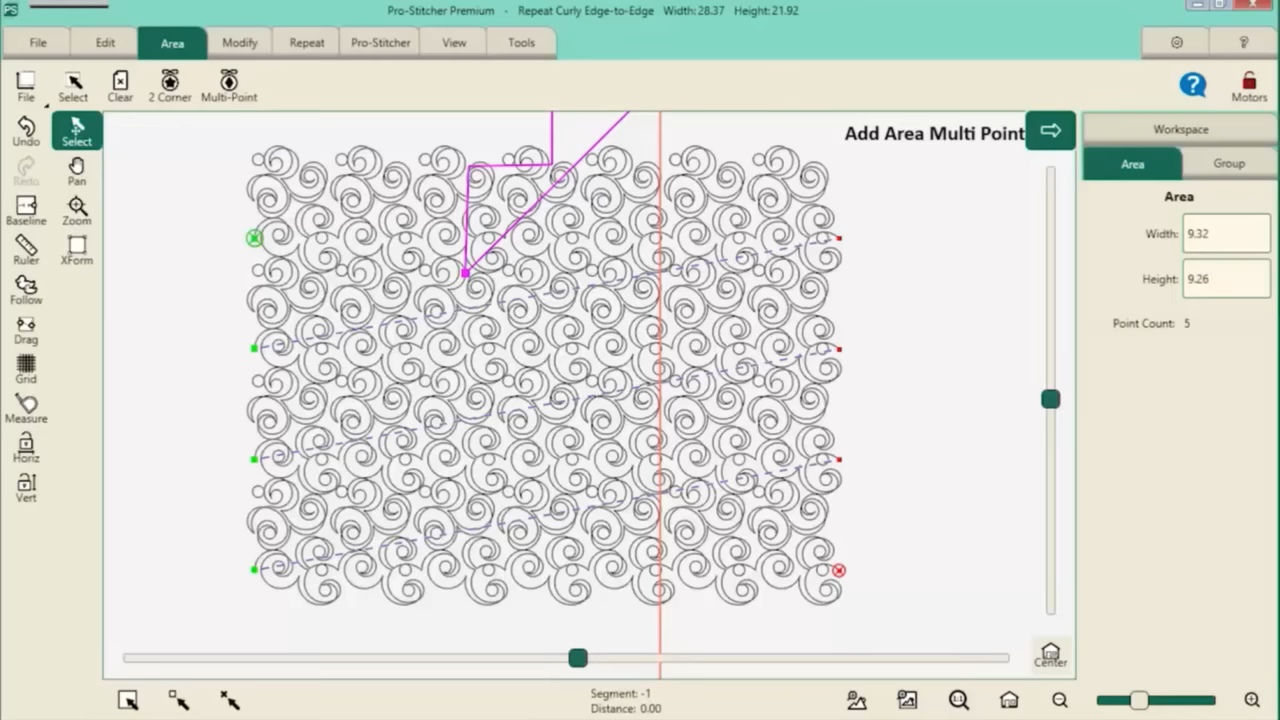 PS
Pro-Stitcher Premium - Repeat Curly Edge-to-Edge Width: 28.37 Height: 21.92
File Edit Area Modify Repeat Pro-Stitcher View Tools
File Select Clear 2 Corner Multi-Point Motors
Undo Select
Redo Pan
Baseline Zoom
Ruler XForm
Follow
Drag
Grid
Measure
Horiz
Vert
Add Area Multi Point
Workspace
Area Group
Area
Width: 9.32
Height: 9.26
Point Count: 5
Center
Segment: -1
Distance: 0.00
1:1